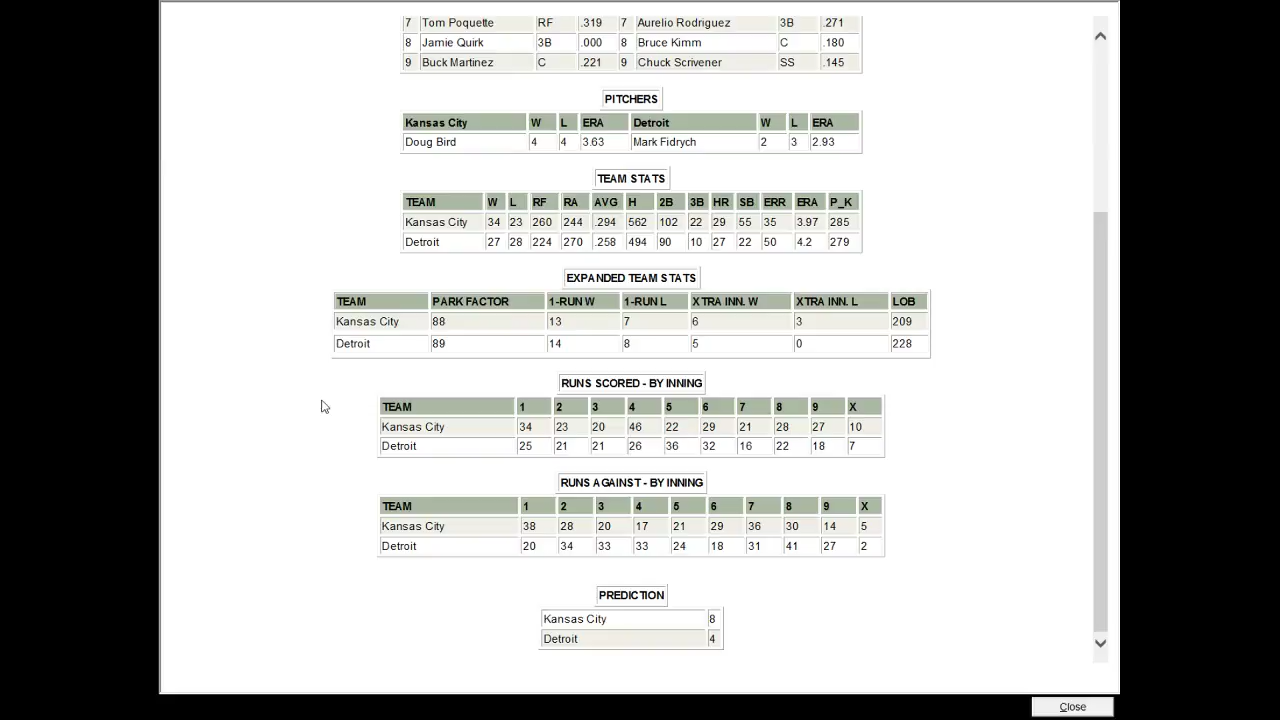 7 Tom Poquette RF .319 7 Aurelio Rodriguez 3B .271
8 Jamie Quirk 3B .000 8 Bruce Kimm C .180
9 Buck Martinez C .221 9 Chuck Scrivener SS .145
PITCHERS
Kansas City W L ERA Detroit W L ERA
Doug Bird 4 4 3.63 Mark Fidrych 2 3 2.93
TEAM STATS
TEAM W L RF RA AVG H 2B 3B HR SB ERR ERA P_K
Kansas City 34 23 260 244 .294 562 102 22 29 55 35 3.97 285
Detroit 27 28 224 270 .258 494 90 10 27 22 50 4.2 279
EXPANDED TEAM STATS
TEAM PARK FACTOR 1-RUN W 1-RUN L XTRA INN. W XTRA INN. L LOB
Kansas City 88 13 7 6 3 209
Detroit 89 14 8 5 0 228
RUNS SCORED - BY INNING
TEAM 1 2 3 4 5 6 7 8 9 X
Kansas City 34 23 20 46 22 29 21 28 27 10
Detroit 25 21 21 26 36 32 16 22 18 7
RUNS AGAINST - BY INNING
TEAM 1 2 3 4 5 6 7 8 9 X
Kansas City 38 28 20 17 21 29 36 30 14 5
Detroit 20 34 33 33 24 18 31 41 27 2
PREDICTION
Kansas City 8
Detroit 4
Close